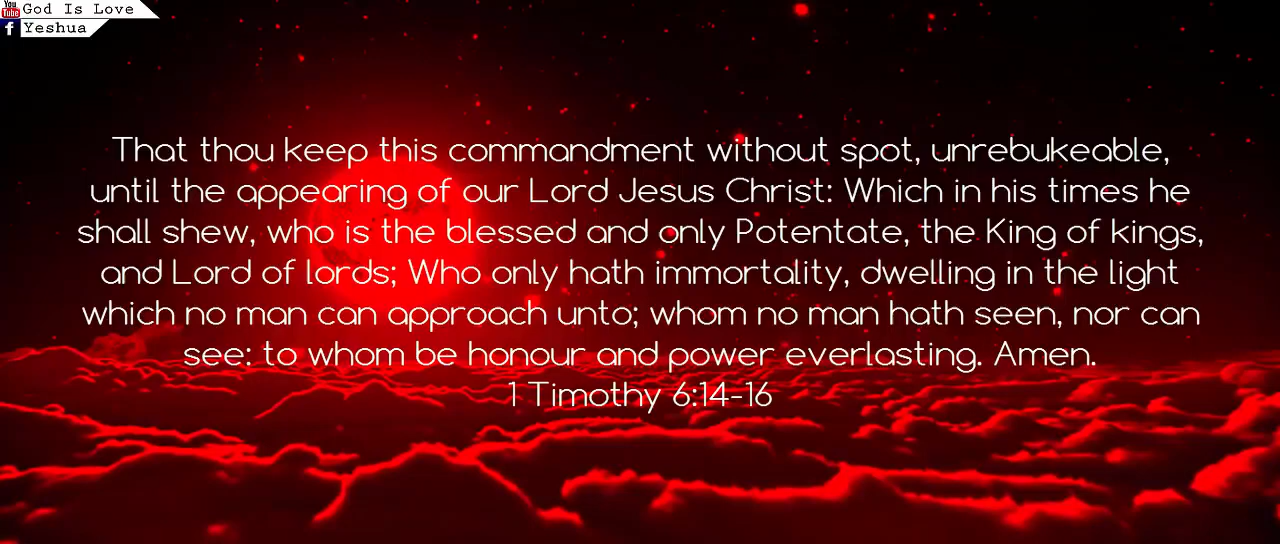 You
Tube
God Is Love
f
Yeshua
That thou keep this commandment without spot, unrebukeable,
until the appearing of our Lord Jesus Christ: Which in his times he
shall shew, who is the blessed and only Potentate, the King of kings,
and Lord of lords; Who only hath immortality, dwelling in the light
which no man can approach unto; whom no man hath seen, nor can
see: to whom be honour and power everlasting. Amen.
1 Timothy 6:14-16